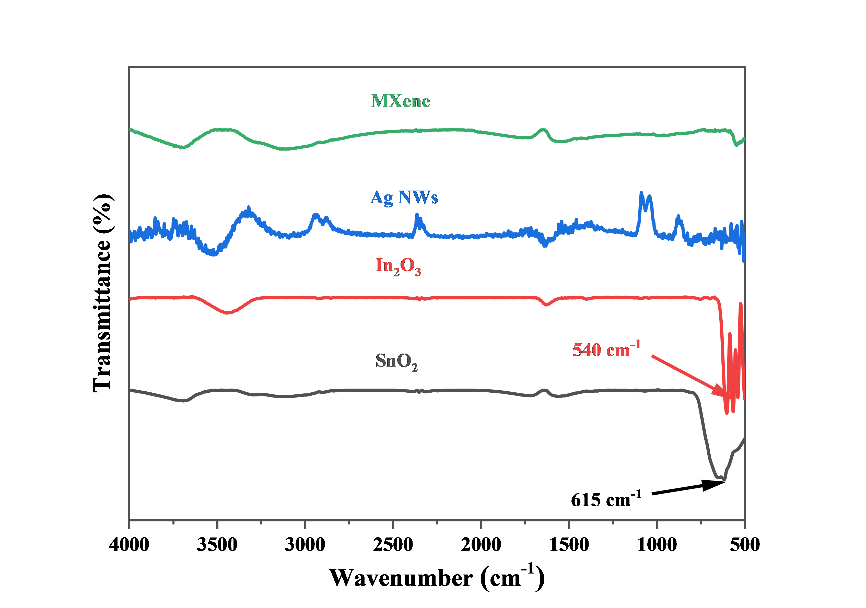 MXene
Ag NWs
In₂O₃
540 cm⁻¹
SnO₂
615 cm⁻¹
Transmittance (%)
4000 3500 3000 2500 2000 1500 1000 500
Wavenumber (cm⁻¹)